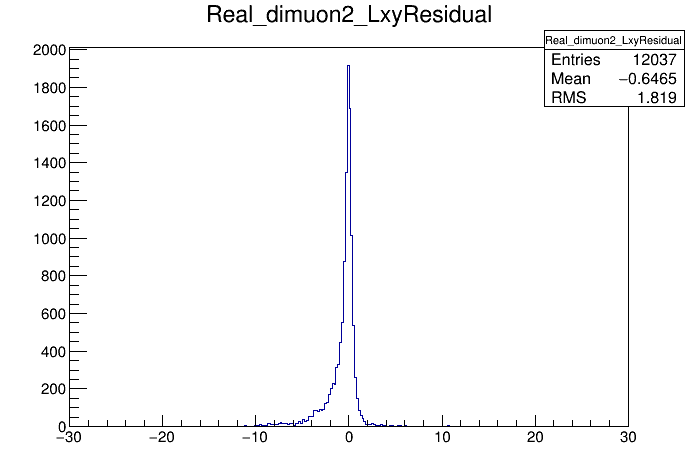 Real_dimuon2_LxyResidual
Real_dimuon2_LxyResidual
Entries 12037
Mean −0.6465
RMS 1.819
2000
1800
1600
1400
1200
1000
800
600
400
200
0
−30 −20 −10 0 10 20 30